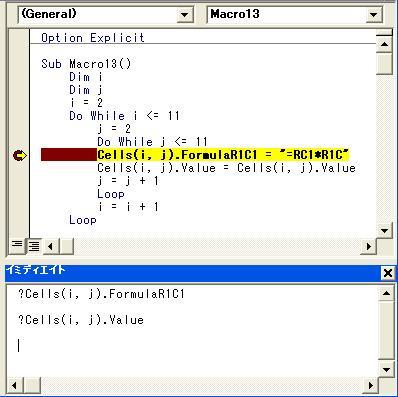 (General) Macro13
Option Explicit
Sub Macro13()
Dim i
Dim j
i = 2
Do While i <= 11
j = 2
Do While j <= 11
Cells(i, j).FormulaR1C1 = "=RC1*R1C"
Cells(i, j).Value = Cells(i, j).Value
j = j + 1
Loop
i = i + 1
Loop
イミディエイト
?Cells(i, j).FormulaR1C1
?Cells(i, j).Value